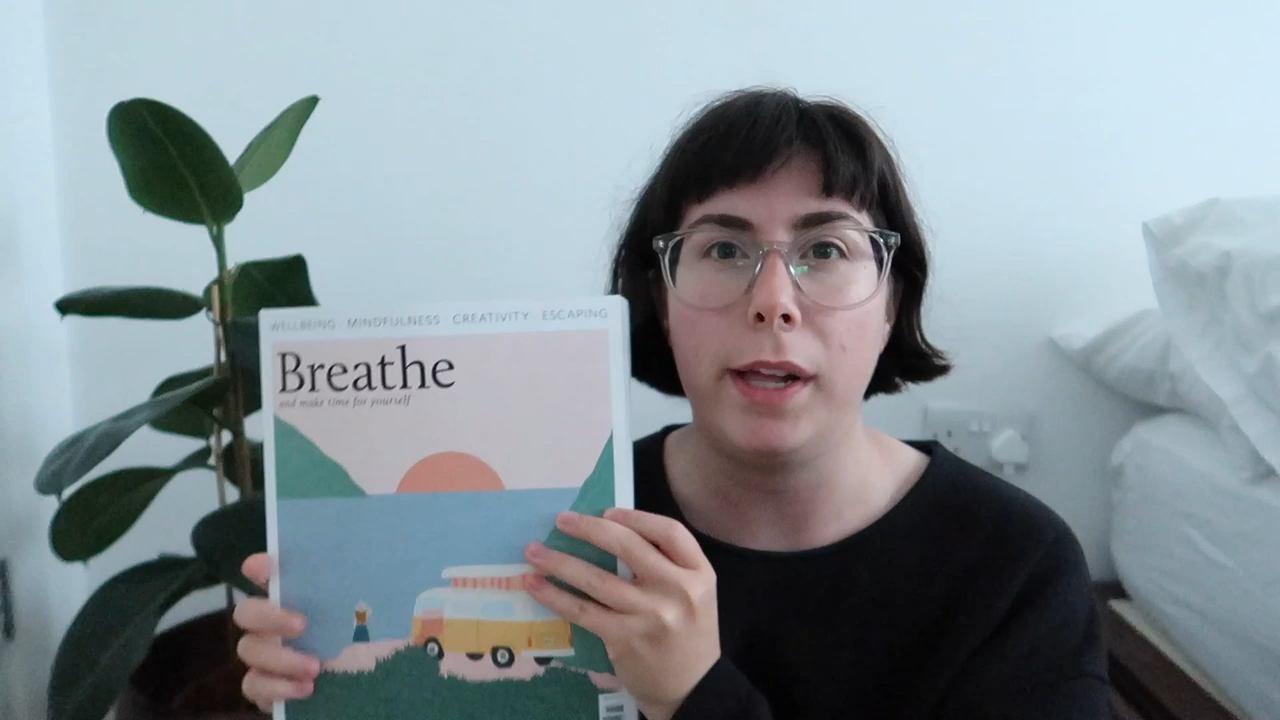 WELLBEING MINDFULNESS CREATIVITY ESCAPING
Breathe
and make time for yourself